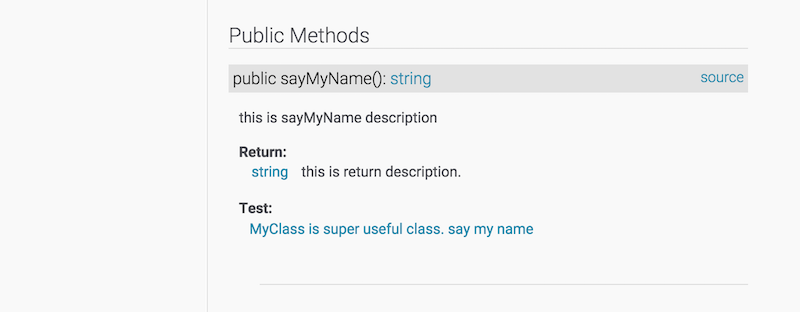 Public Methods
public sayMyName(): string source
this is sayMyName description
Return:
string this is return description.
Test:
MyClass is super useful class. say my name